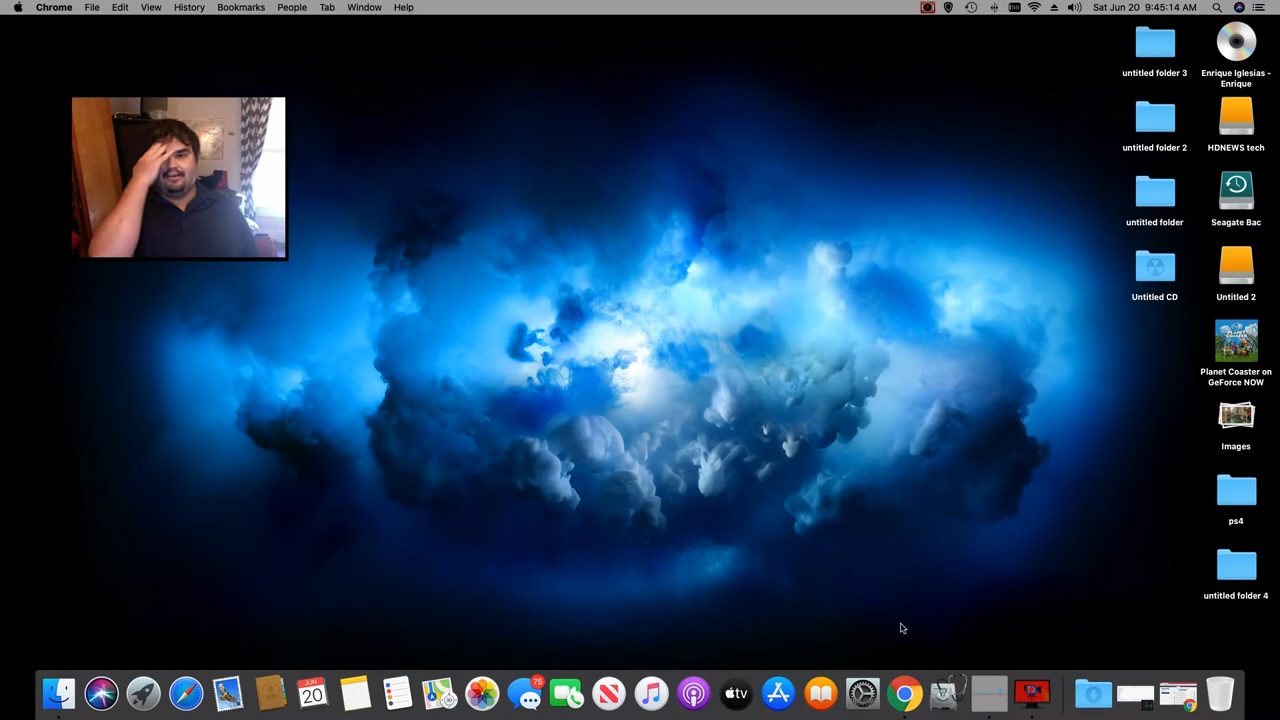 Chrome File Edit View History Bookmarks People Tab Window Help Sat Jun 20 9:45:14 AM
untitled folder 3
Enrique Iglesias -
Enrique
untitled folder 2
HDNEWS tech
untitled folder
Seagate Bac
Untitled CD
Untitled 2
Planet Coaster on
GeForce NOW
Images
ps4
untitled folder 4
JUN
20
75
tv